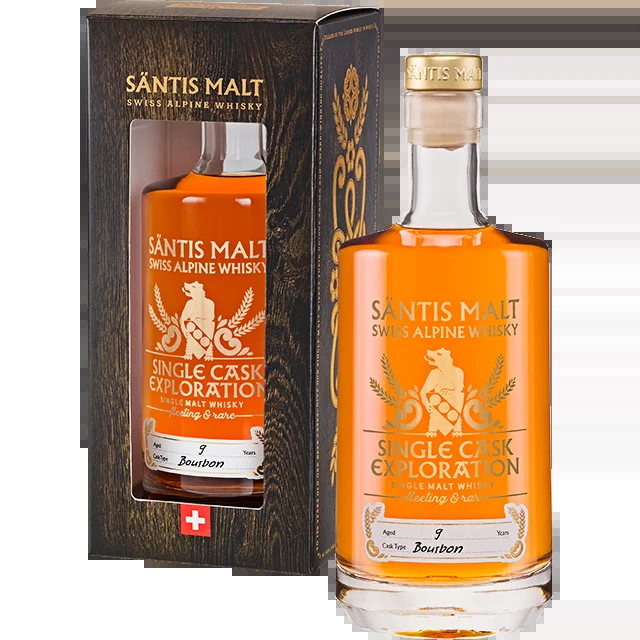 SÄNTIS MALT
SWISS ALPINE WHISKY
SÄNTIS MALT
SWISS ALPINE WHISKY
SINGLE CASK
EXPLORATION
SINGLE MALT WHISKY
fleeting & rare
Aged 9 Years
Cask Type Bourbon
SÄNTIS MALT
SÄNTIS MALT
SWISS ALPINE WHISKY
SINGLE CASK
EXPLORATION
SINGLE MALT WHISKY
fleeting & rare
Aged 9 Years
Cask Type Bourbon